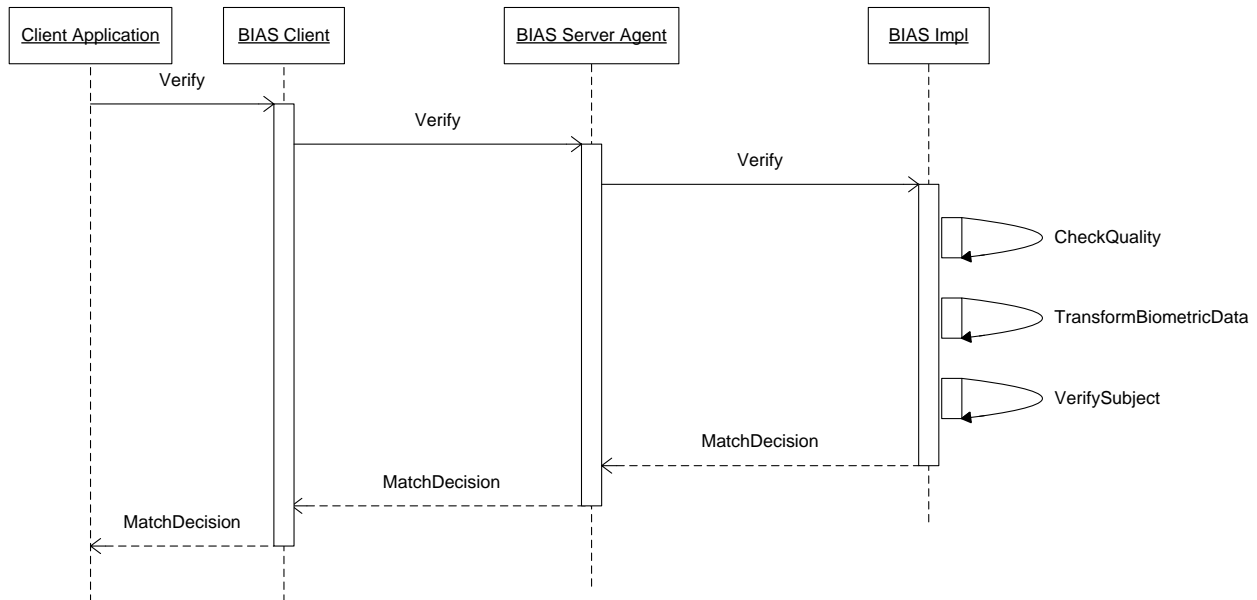 Client Application
BIAS Client
BIAS Server Agent
BIAS Impl
Verify
Verify
Verify
CheckQuality
TransformBiometricData
VerifySubject
MatchDecision
MatchDecision
MatchDecision